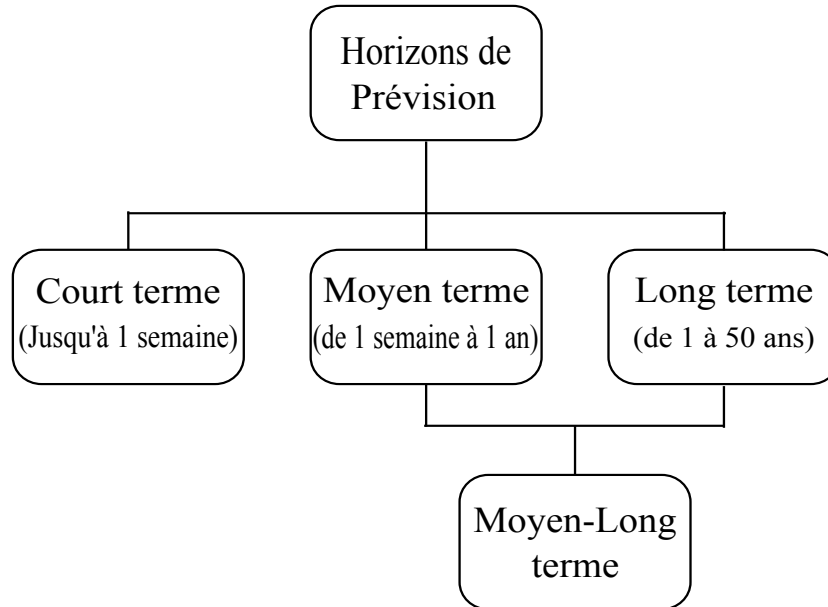 Horizons de
Prévision
Court terme
(Jusqu'à 1 semaine)
Moyen terme
(de 1 semaine à 1 an)
Long terme
(de 1 à 50 ans)
Moyen-Long
terme